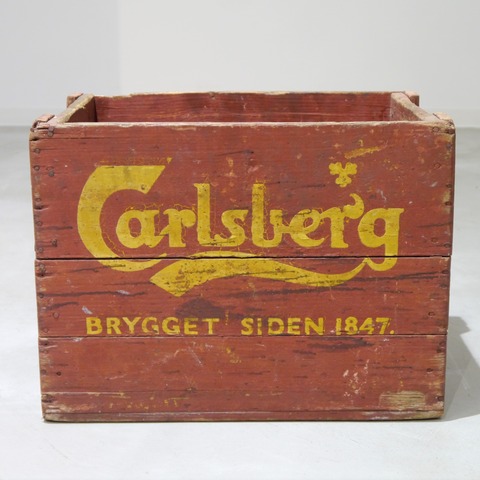 Carlsberg
BRYGGET SIDEN 1847.